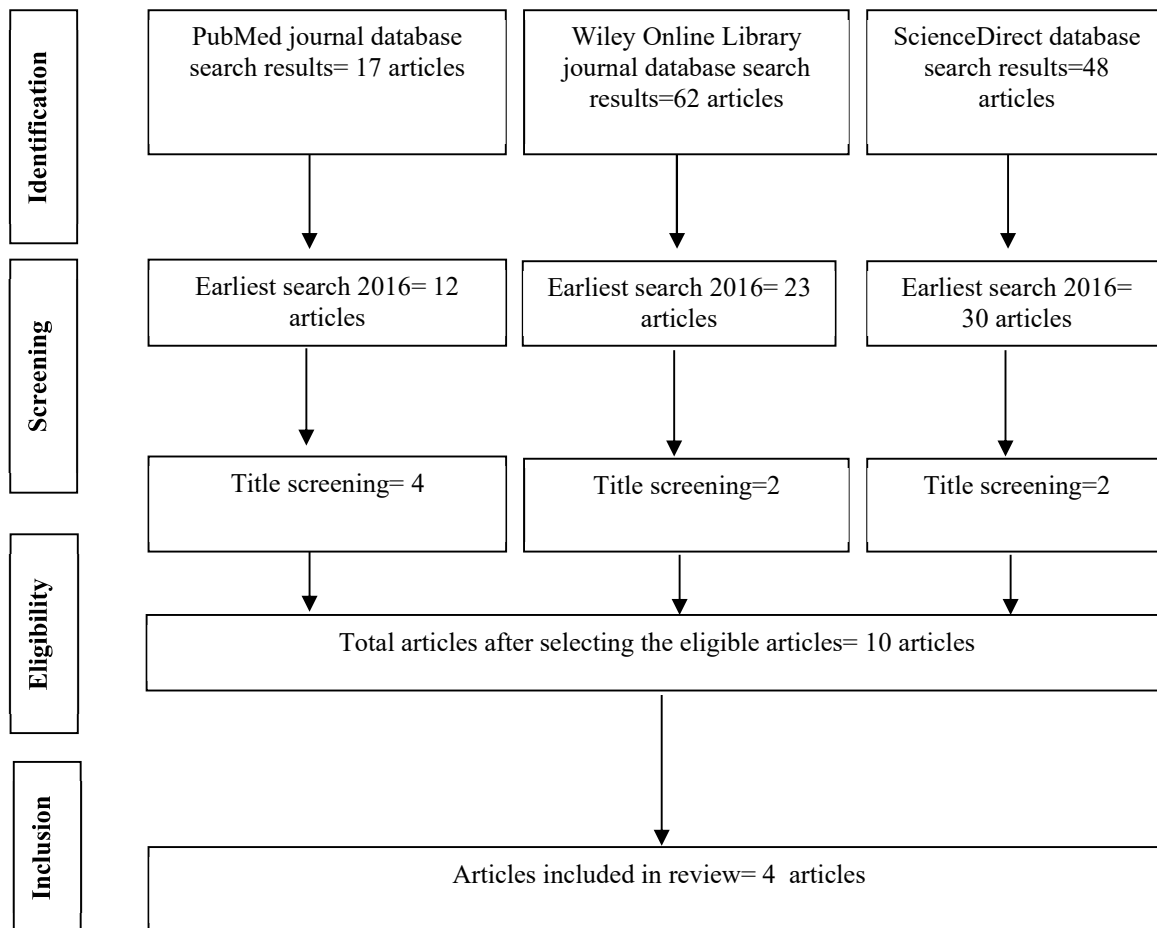 Identification
PubMed journal database
search results= 17 articles
Wiley Online Library
journal database search
results=62 articles
ScienceDirect database
search results=48
articles
Screening
Earliest search 2016= 12
articles
Earliest search 2016= 23
articles
Earliest search 2016=
30 articles
Title screening= 4
Title screening=2
Title screening=2
Eligibility
Total articles after selecting the eligible articles= 10 articles
Inclusion
Articles included in review= 4 articles